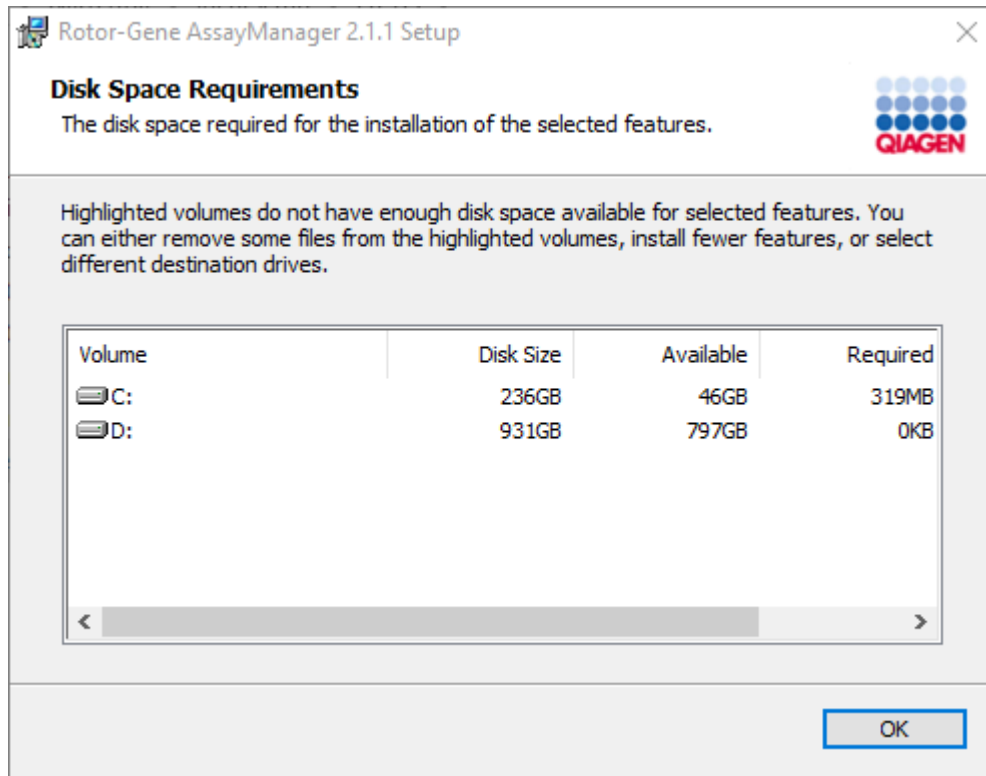 Rotor-Gene AssayManager 2.1.1 Setup
Disk Space Requirements
The disk space required for the installation of the selected features.
QIAGEN
Highlighted volumes do not have enough disk space available for selected features. You
can either remove some files from the highlighted volumes, install fewer features, or select
different destination drives.
Volume Disk Size Available Required
C: 236GB 46GB 319MB
D: 931GB 797GB 0KB
OK